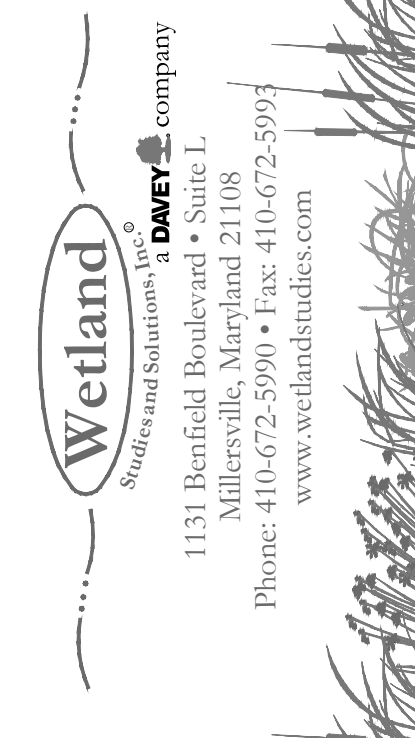 Wetland
Studies and Solutions, Inc.®
a DAVEY company
1131 Benfield Boulevard • Suite L
Millersville, Maryland 21108
Phone: 410-672-5990 • Fax: 410-672-5993
www.wetlandstudies.com